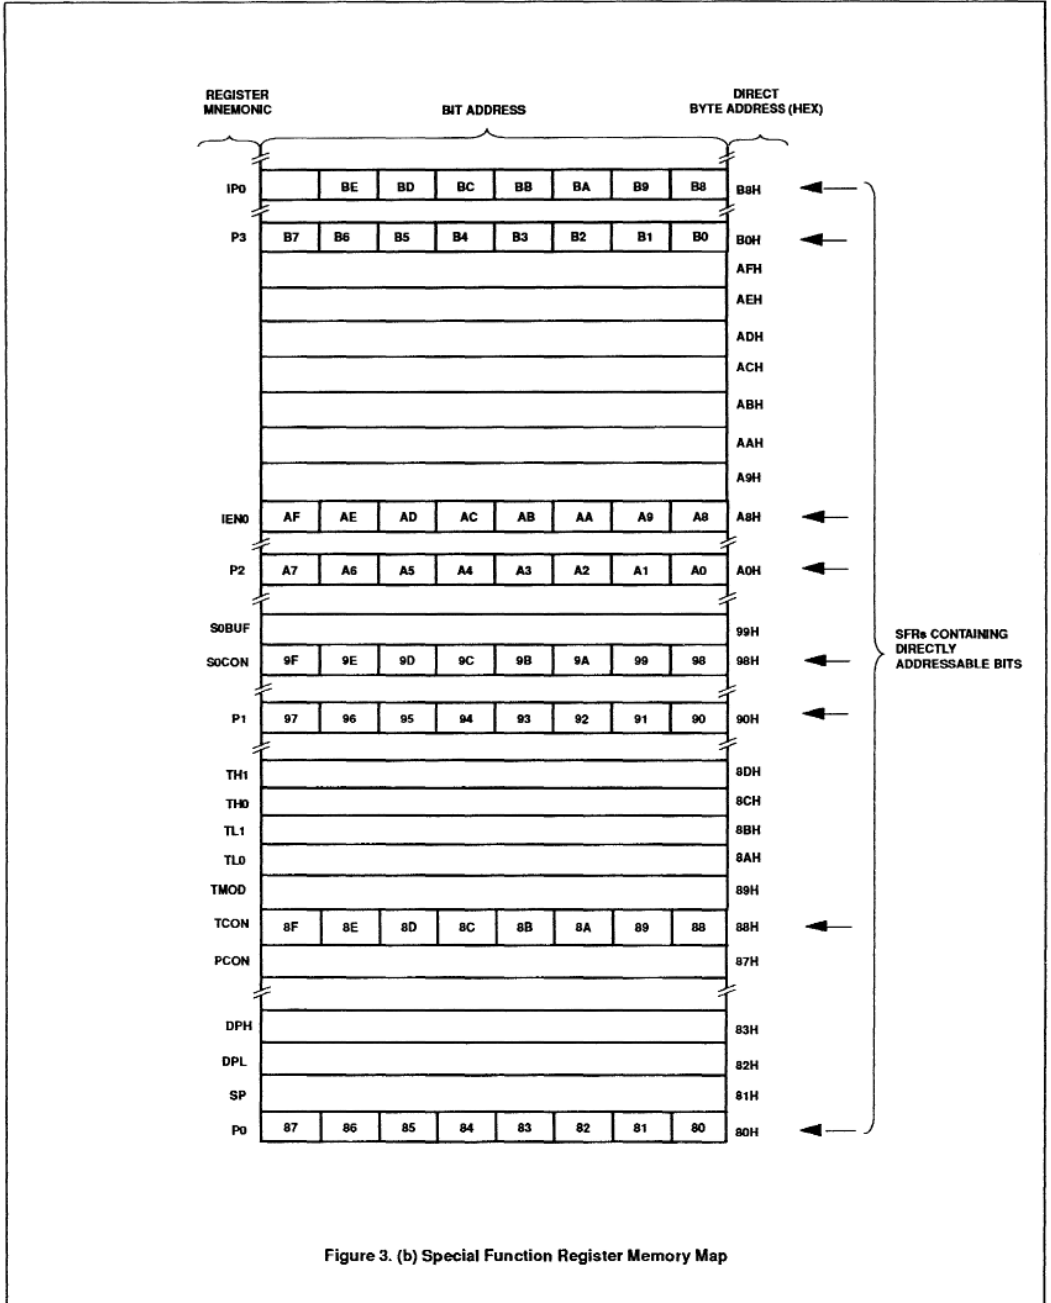 REGISTER
MNEMONIC
BIT ADDRESS
DIRECT
BYTE ADDRESS (HEX)
IP0 BE BD BC BB BA B9 B8 B8H
P3 B7 B6 B5 B4 B3 B2 B1 B0 B0H
AFH
AEH
ADH
ACH
ABH
AAH
A9H
IEN0 AF AE AD AC AB AA A9 A8 A8H
P2 A7 A6 A5 A4 A3 A2 A1 A0 A0H
S0BUF 99H
S0CON 9F 9E 9D 9C 9B 9A 99 98 98H
P1 97 96 95 94 93 92 91 90 90H
TH1 8DH
TH0 8CH
TL1 8BH
TL0 8AH
TMOD 89H
TCON 8F 8E 8D 8C 8B 8A 89 88 88H
PCON 87H
DPH 83H
DPL 82H
SP 81H
P0 87 86 85 84 83 82 81 80 80H
SFRs CONTAINING
DIRECTLY
ADDRESSABLE BITS
Figure 3. (b) Special Function Register Memory Map